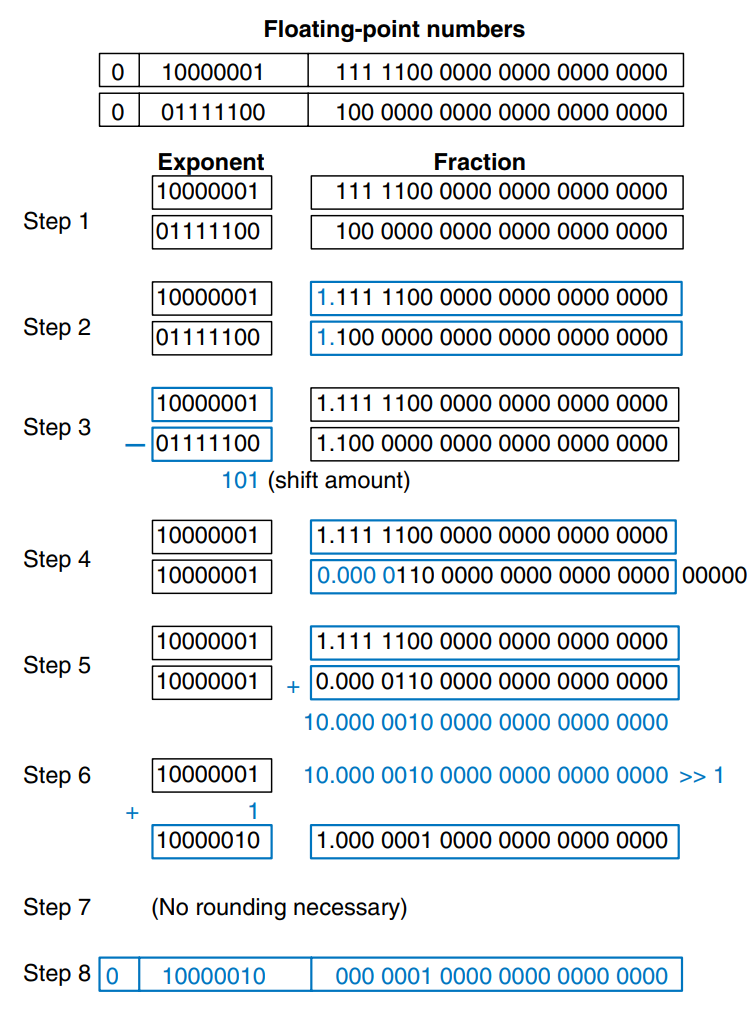 Floating-point numbers
0 10000001 111 1100 0000 0000 0000 0000
0 01111100 100 0000 0000 0000 0000 0000
Exponent Fraction
Step 1
10000001 111 1100 0000 0000 0000 0000
01111100 100 0000 0000 0000 0000 0000
Step 2
10000001 1.111 1100 0000 0000 0000 0000
01111100 1.100 0000 0000 0000 0000 0000
Step 3
10000001 1.111 1100 0000 0000 0000 0000
— 01111100 1.100 0000 0000 0000 0000 0000
101 (shift amount)
Step 4
10000001 1.111 1100 0000 0000 0000 0000
10000001 0.000 0110 0000 0000 0000 0000 00000
Step 5
10000001 1.111 1100 0000 0000 0000 0000
10000001 + 0.000 0110 0000 0000 0000 0000
10.000 0010 0000 0000 0000 0000
Step 6 10000001 10.000 0010 0000 0000 0000 0000 >> 1
+ 1
10000010 1.000 0001 0000 0000 0000 0000
Step 7 (No rounding necessary)
Step 8 0 10000010 000 0001 0000 0000 0000 0000